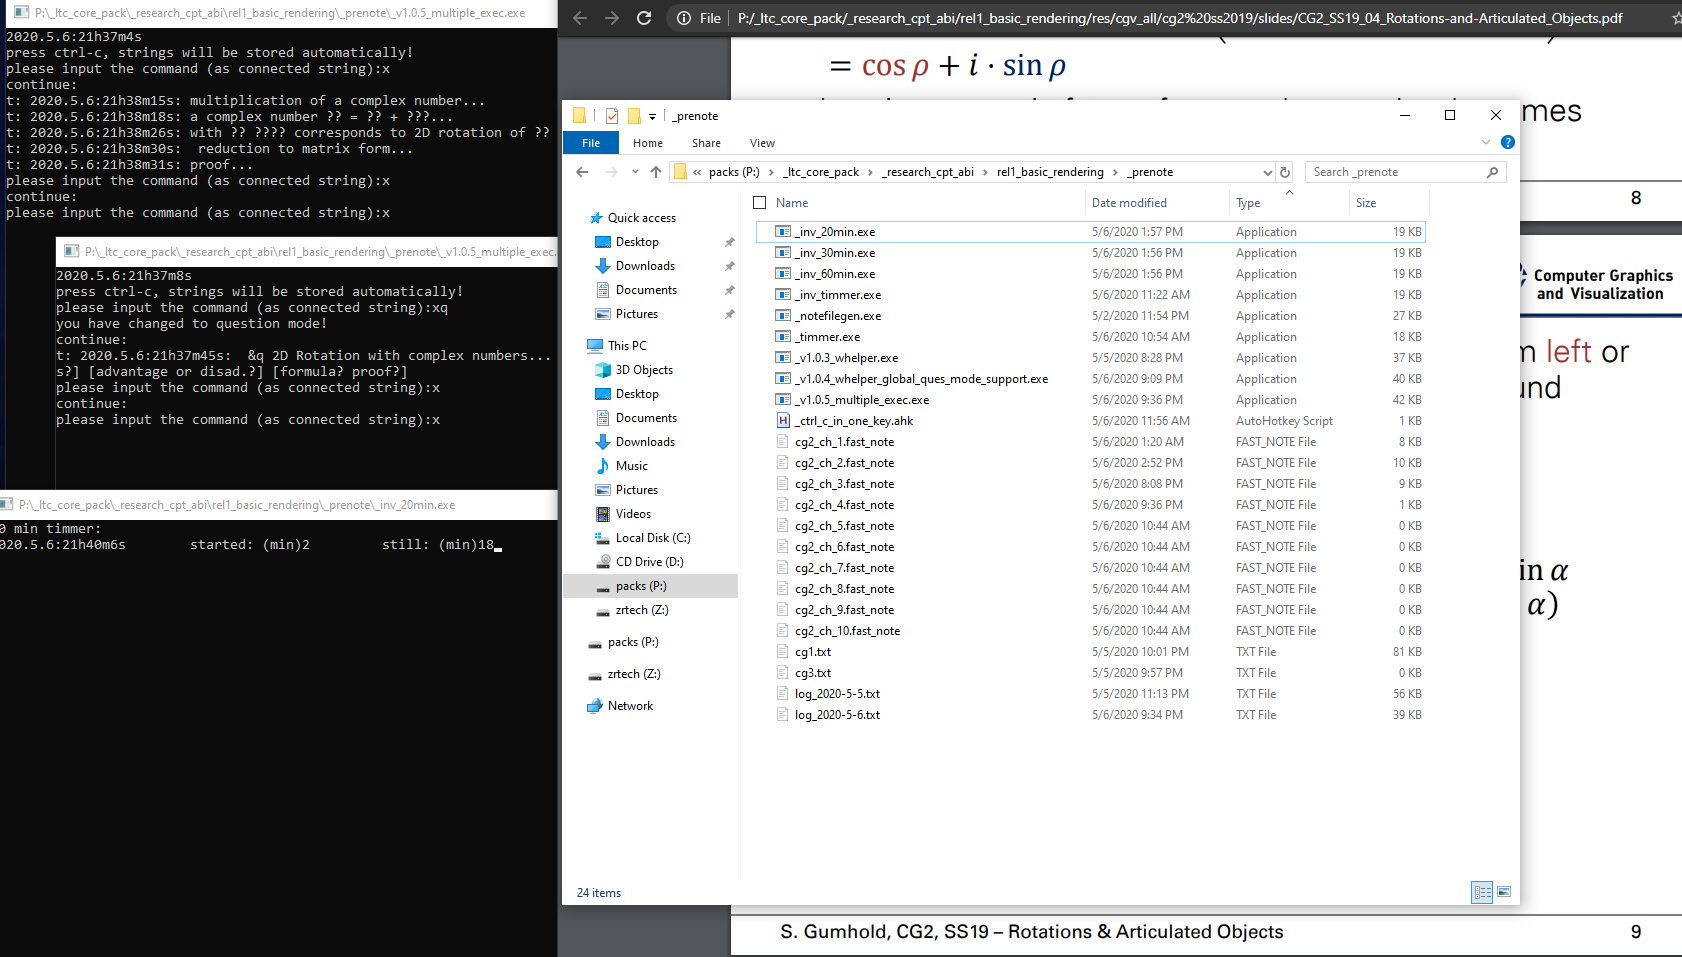 P:\_ltc_core_pack\_research_cpt_abi\rel1_basic_rendering\_prenote\_v1.0.5_multiple_exec.exe
2020.5.6:21h37m4s
press ctrl-c, strings will be stored automatically!
please input the command (as connected string):x
continue:
t: 2020.5.6:21h38m15s: multiplication of a complex number...
t: 2020.5.6:21h38m18s: a complex number ?? = ?? + ???...
t: 2020.5.6:21h38m26s: with ?? ???? corresponds to 2D rotation of ??
t: 2020.5.6:21h38m30s:  reduction to matrix form...
t: 2020.5.6:21h38m31s: proof...
please input the command (as connected string):x
continue:
please input the command (as connected string):x
P:\_ltc_core_pack\_research_cpt_abi\rel1_basic_rendering\_prenote\_v1.0.5_multiple_exec.
2020.5.6:21h37m8s
press ctrl-c, strings will be stored automatically!
please input the command (as connected string):xq
you have changed to question mode!
continue:
t: 2020.5.6:21h37m45s:  &q 2D Rotation with complex numbers...
s?] [advantage or disad.?] [formula? proof?]
please input the command (as connected string):x
continue:
please input the command (as connected string):x
P:\_ltc_core_pack\_research_cpt_abi\rel1_basic_rendering\_prenote\_inv_20min.exe
0 min timmer:
020.5.6:21h40m6s started: (min)2 still: (min)18
File P:/_ltc_core_pack/_research_cpt_abi/rel1_basic_rendering/res/cgv_all/cg2%20ss2019/slides/CG2_SS19_04_Rotations-and-Articulated_Objects.pdf
= cos ρ + i · sin ρ
mes
8
Computer Graphics
and Visualization
m left or
und
in α
α)
S. Gumhold, CG2, SS19 – Rotations & Articulated Objects 9
_prenote
File Home Share View
« packs (P:) › _ltc_core_pack › _research_cpt_abi › rel1_basic_rendering › _prenote
Search _prenote
Quick access
Desktop
Downloads
Documents
Pictures
This PC
3D Objects
Desktop
Documents
Downloads
Music
Pictures
Videos
Local Disk (C:)
CD Drive (D:)
packs (P:)
zrtech (Z:)
packs (P:)
zrtech (Z:)
Network
Name Date modified Type Size
_inv_20min.exe 5/6/2020 1:57 PM Application 19 KB
_inv_30min.exe 5/6/2020 1:56 PM Application 19 KB
_inv_60min.exe 5/6/2020 1:56 PM Application 19 KB
_inv_timmer.exe 5/6/2020 11:22 AM Application 19 KB
_notefilegen.exe 5/2/2020 11:54 PM Application 27 KB
_timmer.exe 5/6/2020 10:54 AM Application 18 KB
_v1.0.3_whelper.exe 5/5/2020 8:28 PM Application 37 KB
_v1.0.4_whelper_global_ques_mode_support.exe 5/6/2020 9:09 PM Application 40 KB
_v1.0.5_multiple_exec.exe 5/6/2020 9:36 PM Application 42 KB
_ctrl_c_in_one_key.ahk 5/6/2020 11:56 AM AutoHotkey Script 1 KB
cg2_ch_1.fast_note 5/6/2020 1:20 AM FAST_NOTE File 8 KB
cg2_ch_2.fast_note 5/6/2020 2:52 PM FAST_NOTE File 10 KB
cg2_ch_3.fast_note 5/6/2020 8:08 PM FAST_NOTE File 9 KB
cg2_ch_4.fast_note 5/6/2020 9:36 PM FAST_NOTE File 1 KB
cg2_ch_5.fast_note 5/6/2020 10:44 AM FAST_NOTE File 0 KB
cg2_ch_6.fast_note 5/6/2020 10:44 AM FAST_NOTE File 0 KB
cg2_ch_7.fast_note 5/6/2020 10:44 AM FAST_NOTE File 0 KB
cg2_ch_8.fast_note 5/6/2020 10:44 AM FAST_NOTE File 0 KB
cg2_ch_9.fast_note 5/6/2020 10:44 AM FAST_NOTE File 0 KB
cg2_ch_10.fast_note 5/6/2020 10:44 AM FAST_NOTE File 0 KB
cg1.txt 5/5/2020 10:01 PM TXT File 81 KB
cg3.txt 5/5/2020 9:57 PM TXT File 0 KB
log_2020-5-5.txt 5/5/2020 11:13 PM TXT File 56 KB
log_2020-5-6.txt 5/6/2020 9:34 PM TXT File 39 KB
24 items